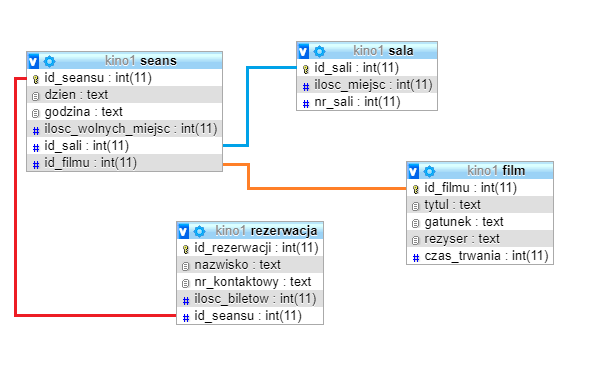 kino1 seans
id_seansu : int(11)
dzien : text
godzina : text
ilosc_wolnych_miejsc : int(11)
id_sali : int(11)
id_filmu : int(11)
kino1 sala
id_sali : int(11)
ilosc_miejsc : int(11)
nr_sali : int(11)
kino1 film
id_filmu : int(11)
tytul : text
gatunek : text
rezyser : text
czas_trwania : int(11)
kino1 rezerwacja
id_rezerwacji : int(11)
nazwisko : text
nr_kontaktowy : text
ilosc_biletow : int(11)
id_seansu : int(11)